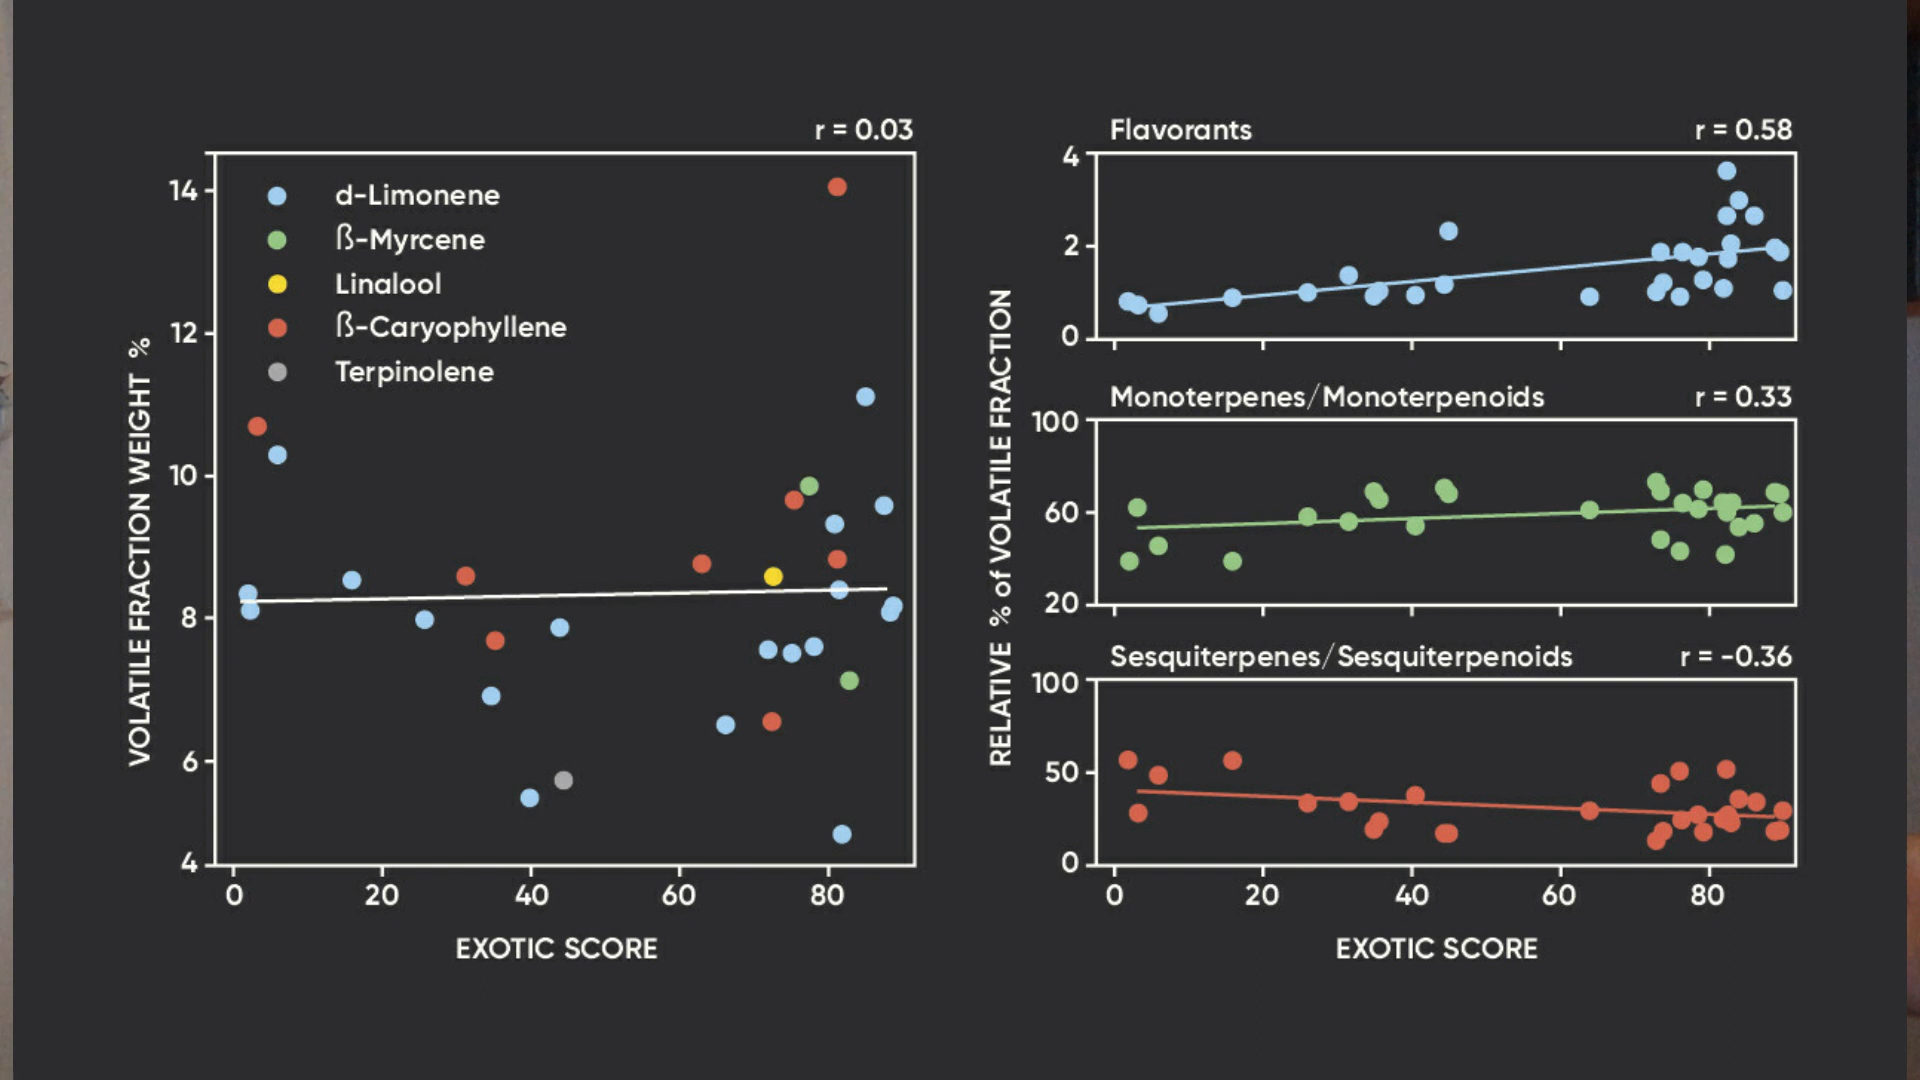 r = 0.03
d-Limonene
ß-Myrcene
Linalool
ß-Caryophyllene
Terpinolene
VOLATILE FRACTION WEIGHT %
14
12
10
8
6
4
0 20 40 60 80
EXOTIC SCORE
RELATIVE % of VOLATILE FRACTION
Flavorants r = 0.58
4
2
0
Monoterpenes/Monoterpenoids r = 0.33
100
60
20
Sesquiterpenes/Sesquiterpenoids r = -0.36
100
50
0
0 20 40 60 80
EXOTIC SCORE